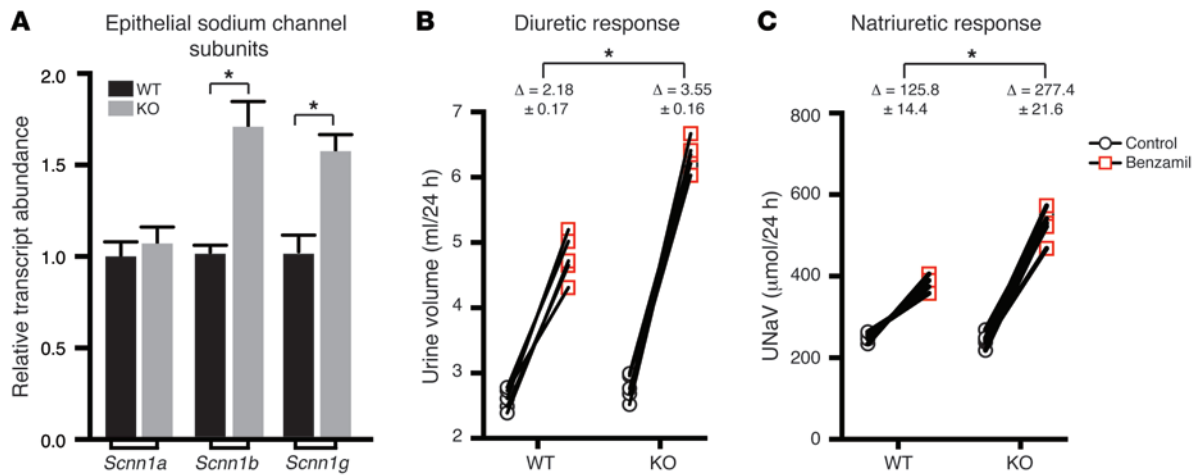 A
Epithelial sodium channel
subunits
Relative transcript abundance
2.0
1.5
1.0
0.5
0.0
WT
KO
*
*
Scnn1a Scnn1b Scnn1g
B
Diuretic response
*
Δ = 2.18
± 0.17
Δ = 3.55
± 0.16
Urine volume (ml/24 h)
7
6
5
4
3
2
WT KO
C
Natriuretic response
*
Δ = 125.8
± 14.4
Δ = 277.4
± 21.6
UNaV (μmol/24 h)
800
600
400
200
0
WT KO
Control
Benzamil